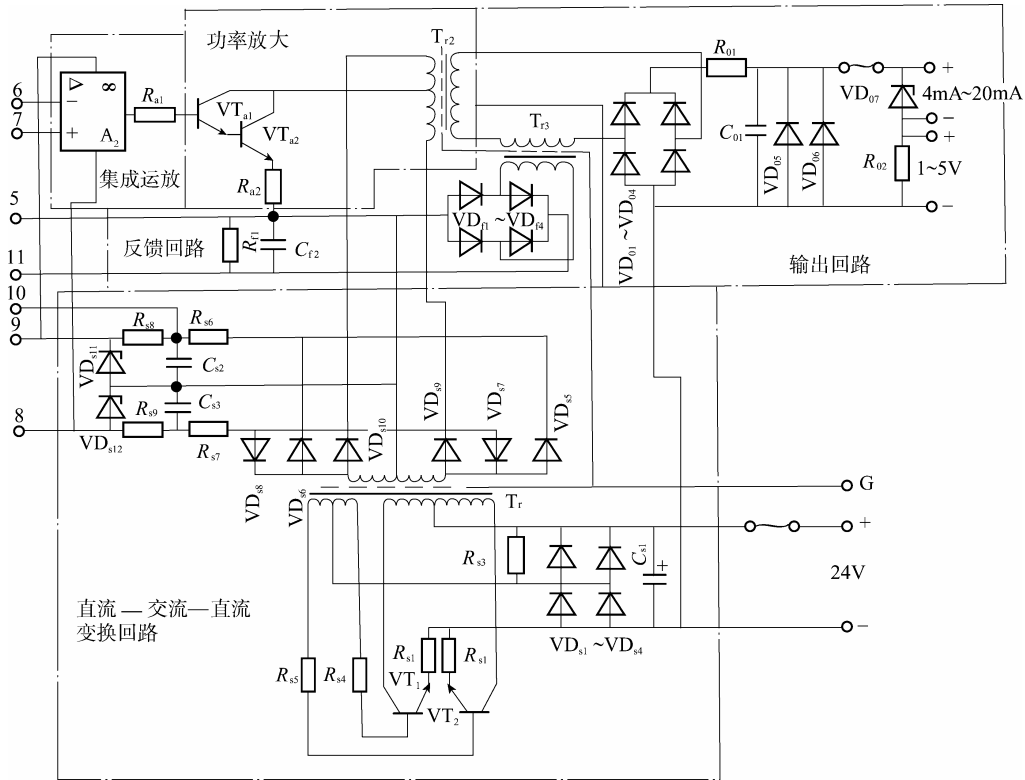 功率放大
Tr2
R01
+
6
7
−
+
∇
8
A2
Ra1
VTa1
VTa2
Ra2
集成运放
Tr3
C01
VD05
VD06
VD07
4mA~20mA
−
+
R02
1~5V
−
5
反馈回路
Rf1
Cf2
VDf1 ~VDf4
VD01 ~VD04
输出回路
11
10
9
Rs8
Rs6
VDs11
Cs2
Cs3
Rs9
8
VDs12
Rs7
VDs8
VDs6
VDs10
VDs9
VDs7
VDs5
G
Tr
+
Rs3
Cs1
+
24V
直流 — 交流—直流
变换回路
−
VDs1 ~VDs4
Rs5
Rs4
Rs1
Rs1
VT1
VT2